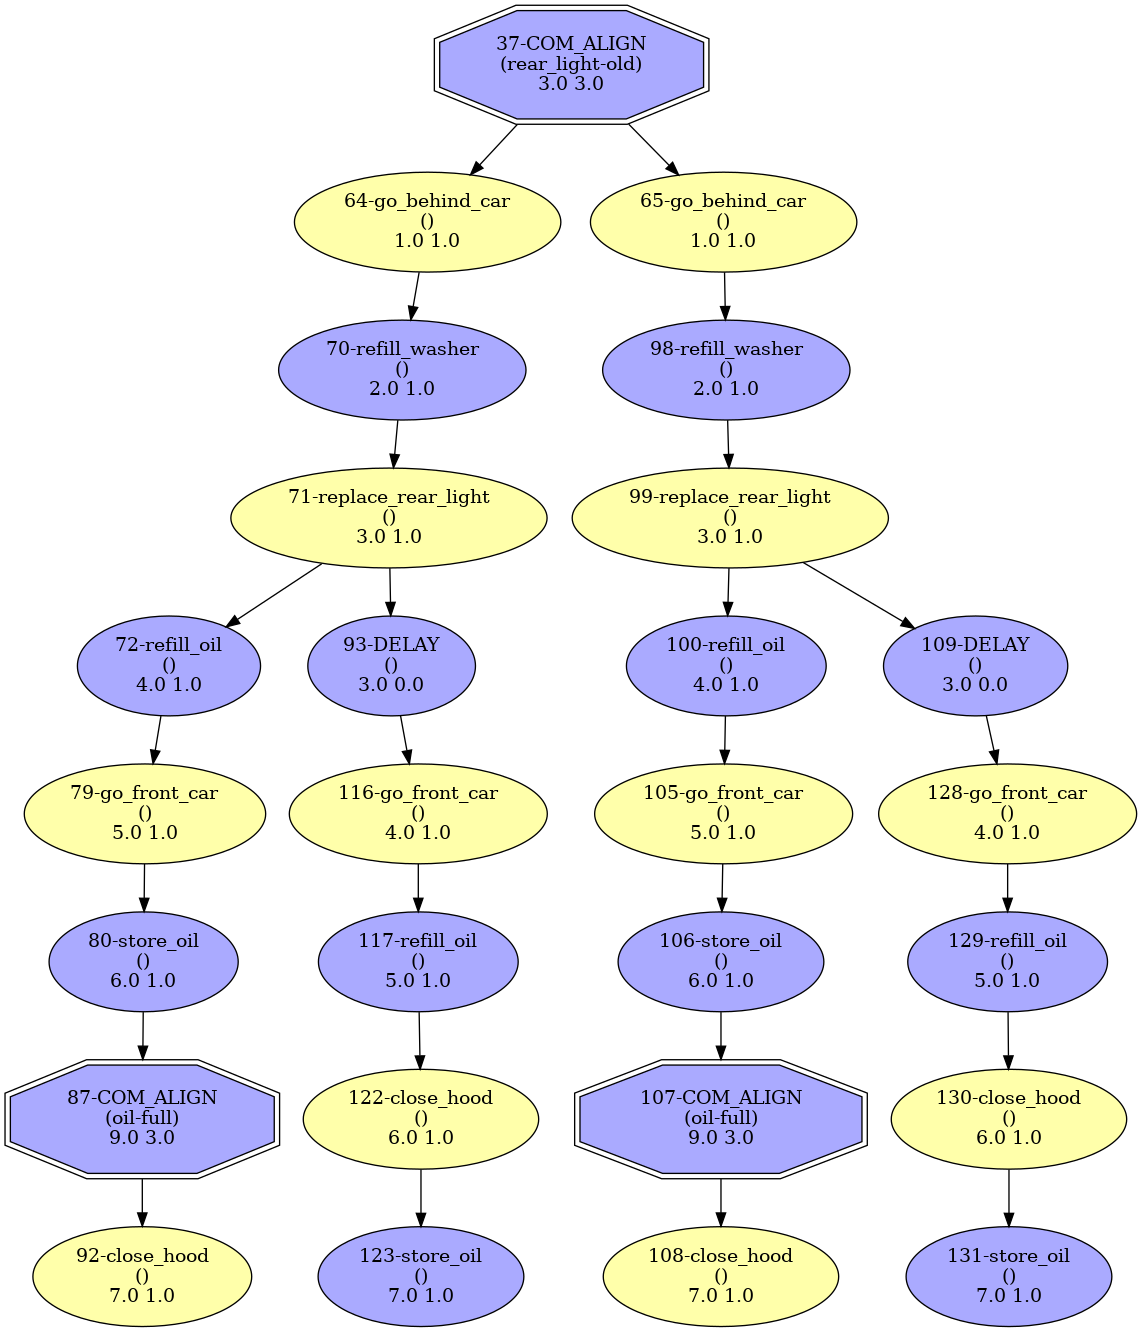 37-COM_ALIGN
(rear_light-old)
3.0 3.0
64-go_behind_car
()
1.0 1.0
65-go_behind_car
()
1.0 1.0
70-refill_washer
()
2.0 1.0
98-refill_washer
()
2.0 1.0
71-replace_rear_light
()
3.0 1.0
99-replace_rear_light
()
3.0 1.0
72-refill_oil
()
4.0 1.0
93-DELAY
()
3.0 0.0
100-refill_oil
()
4.0 1.0
109-DELAY
()
3.0 0.0
79-go_front_car
()
5.0 1.0
116-go_front_car
()
4.0 1.0
105-go_front_car
()
5.0 1.0
128-go_front_car
()
4.0 1.0
80-store_oil
()
6.0 1.0
117-refill_oil
()
5.0 1.0
106-store_oil
()
6.0 1.0
129-refill_oil
()
5.0 1.0
87-COM_ALIGN
(oil-full)
9.0 3.0
122-close_hood
()
6.0 1.0
107-COM_ALIGN
(oil-full)
9.0 3.0
130-close_hood
()
6.0 1.0
92-close_hood
()
7.0 1.0
123-store_oil
()
7.0 1.0
108-close_hood
()
7.0 1.0
131-store_oil
()
7.0 1.0